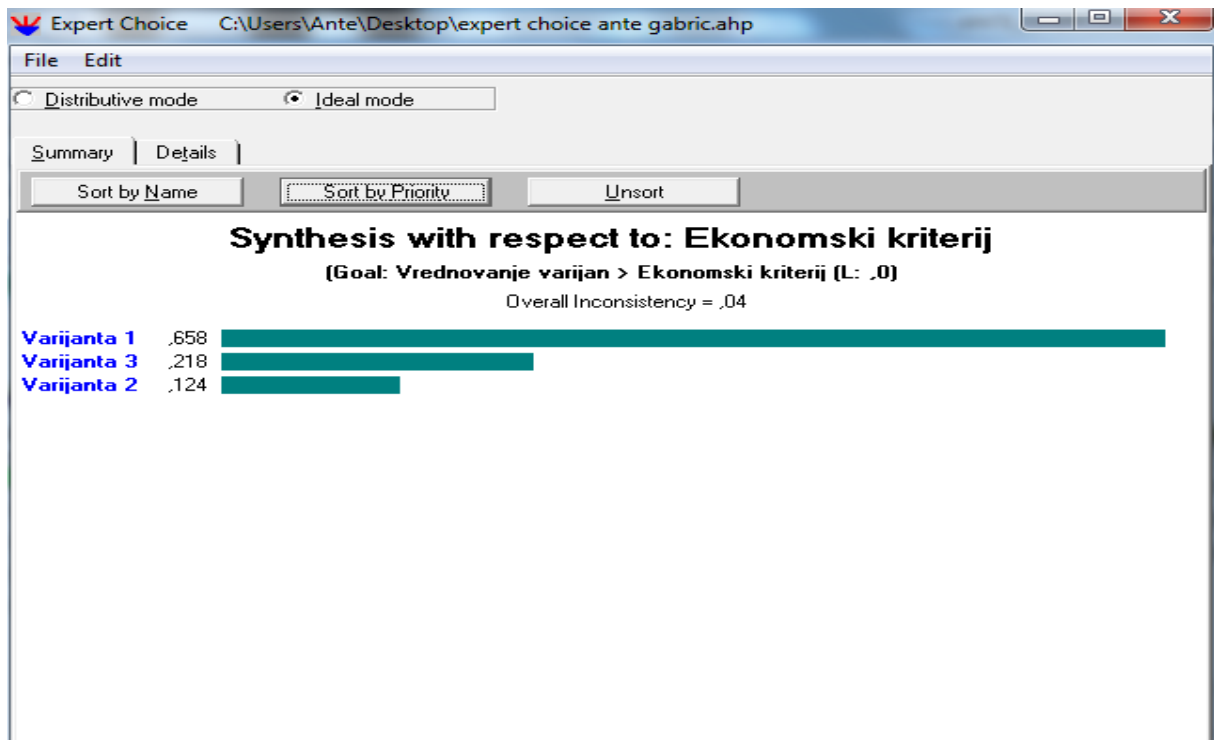 Expert Choice C:\Users\Ante\Desktop\expert choice ante gabric.ahp
File Edit
Distributive mode Ideal mode
Summary Details
Sort by Name Sort by Priority Unsort
Synthesis with respect to: Ekonomski kriterij
(Goal: Vrednovanje varijan > Ekonomski kriterij (L: ,0)
Overall Inconsistency = ,04
Varijanta 1 ,658
Varijanta 3 ,218
Varijanta 2 ,124